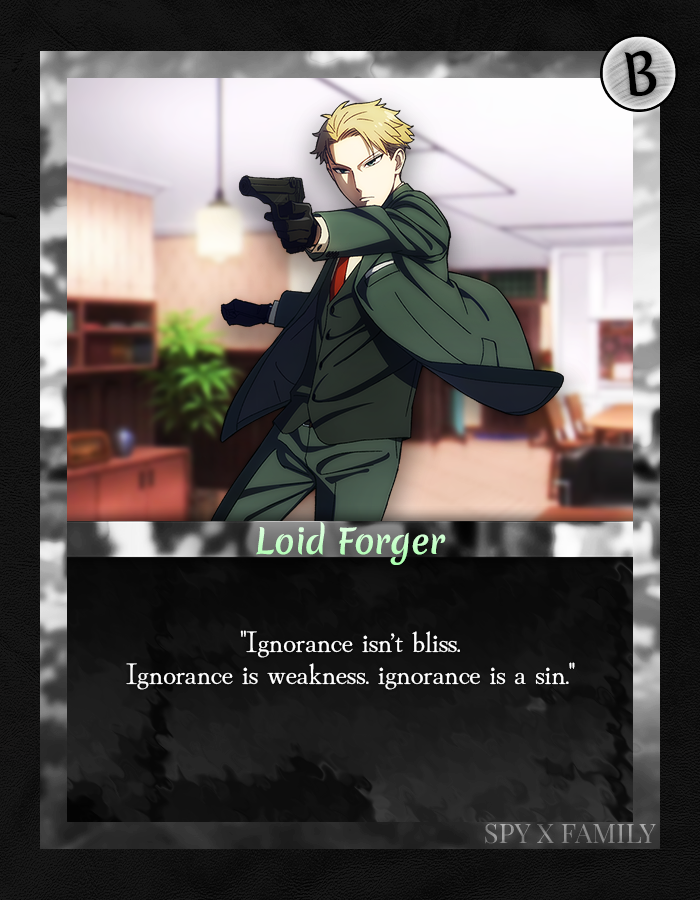 B
Loid Forger
"Ignorance isn't bliss.
Ignorance is weakness. ignorance is a sin."
SPY X FAMILY